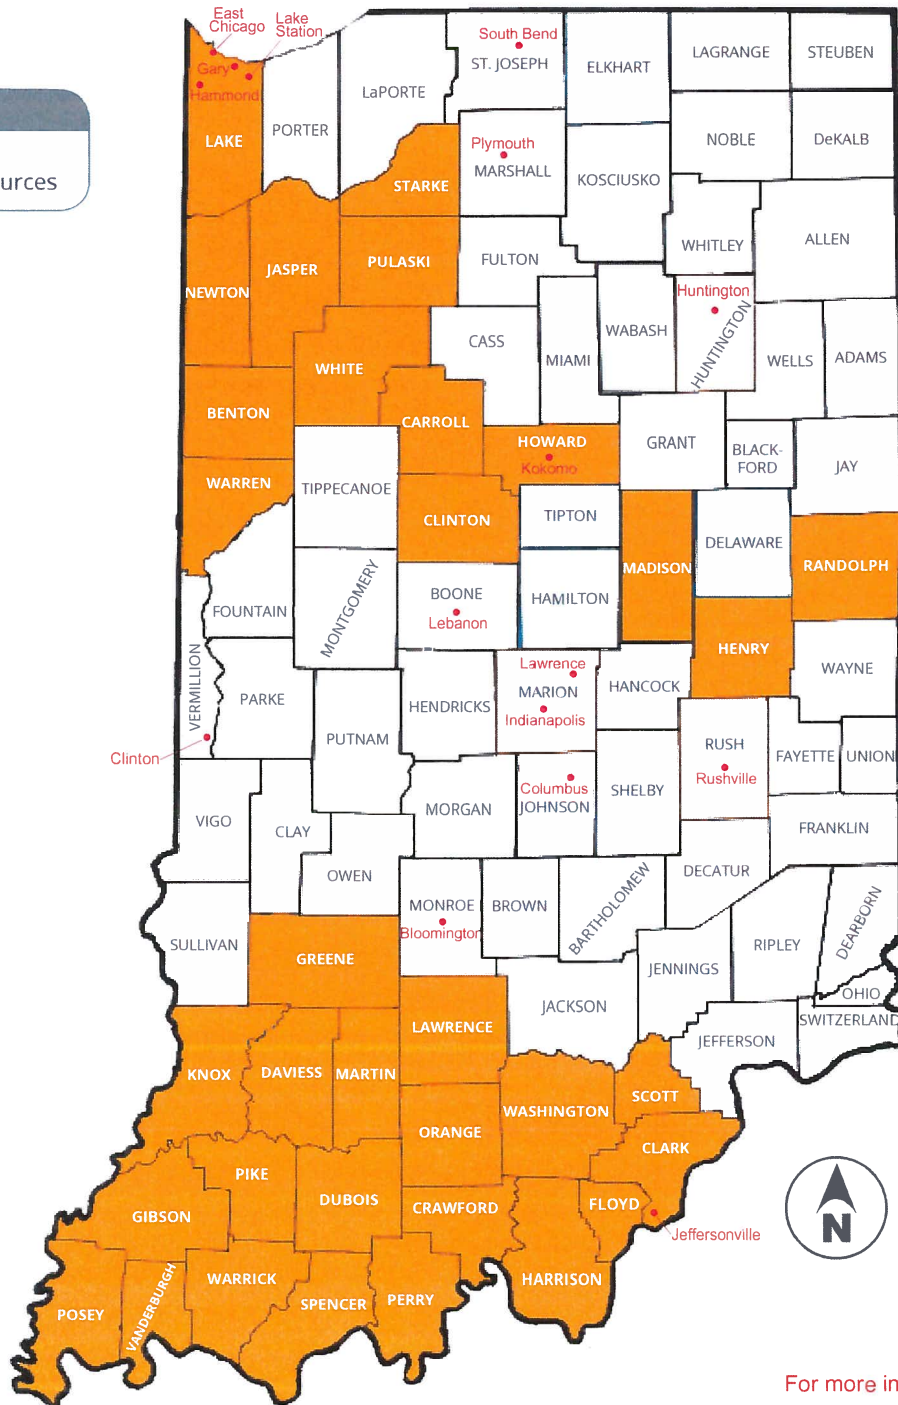 East
Chicago
Lake
Station
Gary
Hammond
LAKE
PORTER
LaPORTE
South Bend
ST. JOSEPH
ELKHART
LAGRANGE
STEUBEN
urces
STARKE
Plymouth
MARSHALL
KOSCIUSKO
NOBLE
DeKALB
NEWTON
JASPER
PULASKI
FULTON
WHITLEY
ALLEN
WHITE
CASS
MIAMI
WABASH
Huntington
HUNTINGTON
WELLS
ADAMS
BENTON
CARROLL
HOWARD
Kokomo
GRANT
BLACK-
FORD
JAY
WARREN
TIPPECANOE
CLINTON
TIPTON
MADISON
DELAWARE
RANDOLPH
FOUNTAIN
MONTGOMERY
BOONE
Lebanon
HAMILTON
HENRY
WAYNE
VERMILLION
PARKE
PUTNAM
HENDRICKS
Lawrence
MARION
Indianapolis
HANCOCK
RUSH
Rushville
FAYETTE
UNION
Clinton
VIGO
CLAY
OWEN
MORGAN
Columbus
JOHNSON
SHELBY
FRANKLIN
SULLIVAN
GREENE
MONROE
Bloomington
BROWN
BARTHOLOMEW
DECATUR
RIPLEY
DEARBORN
JENNINGS
OHIO
SWITZERLAND
JACKSON
JEFFERSON
KNOX
DAVIESS
MARTIN
LAWRENCE
WASHINGTON
SCOTT
ORANGE
CLARK
GIBSON
PIKE
DUBOIS
CRAWFORD
FLOYD
Jeffersonville
HARRISON
N
POSEY
VANDERBURGH
WARRICK
SPENCER
PERRY
For more in